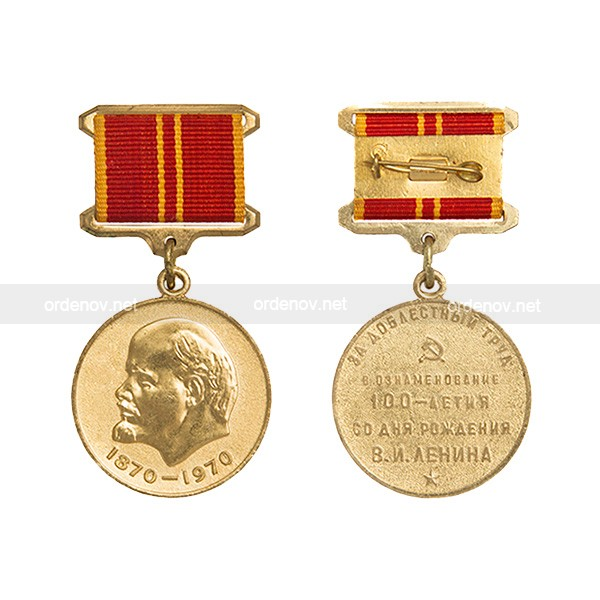 ordenov.net ordenov.net ordenov.net
1870-1970
ЗА ДОБЛЕСТНЫЙ ТРУД
В ОЗНАМЕНОВАНИЕ
100-ЛЕТИЯ
СО ДНЯ РОЖДЕНИЯ
В.И.ЛЕНИНА